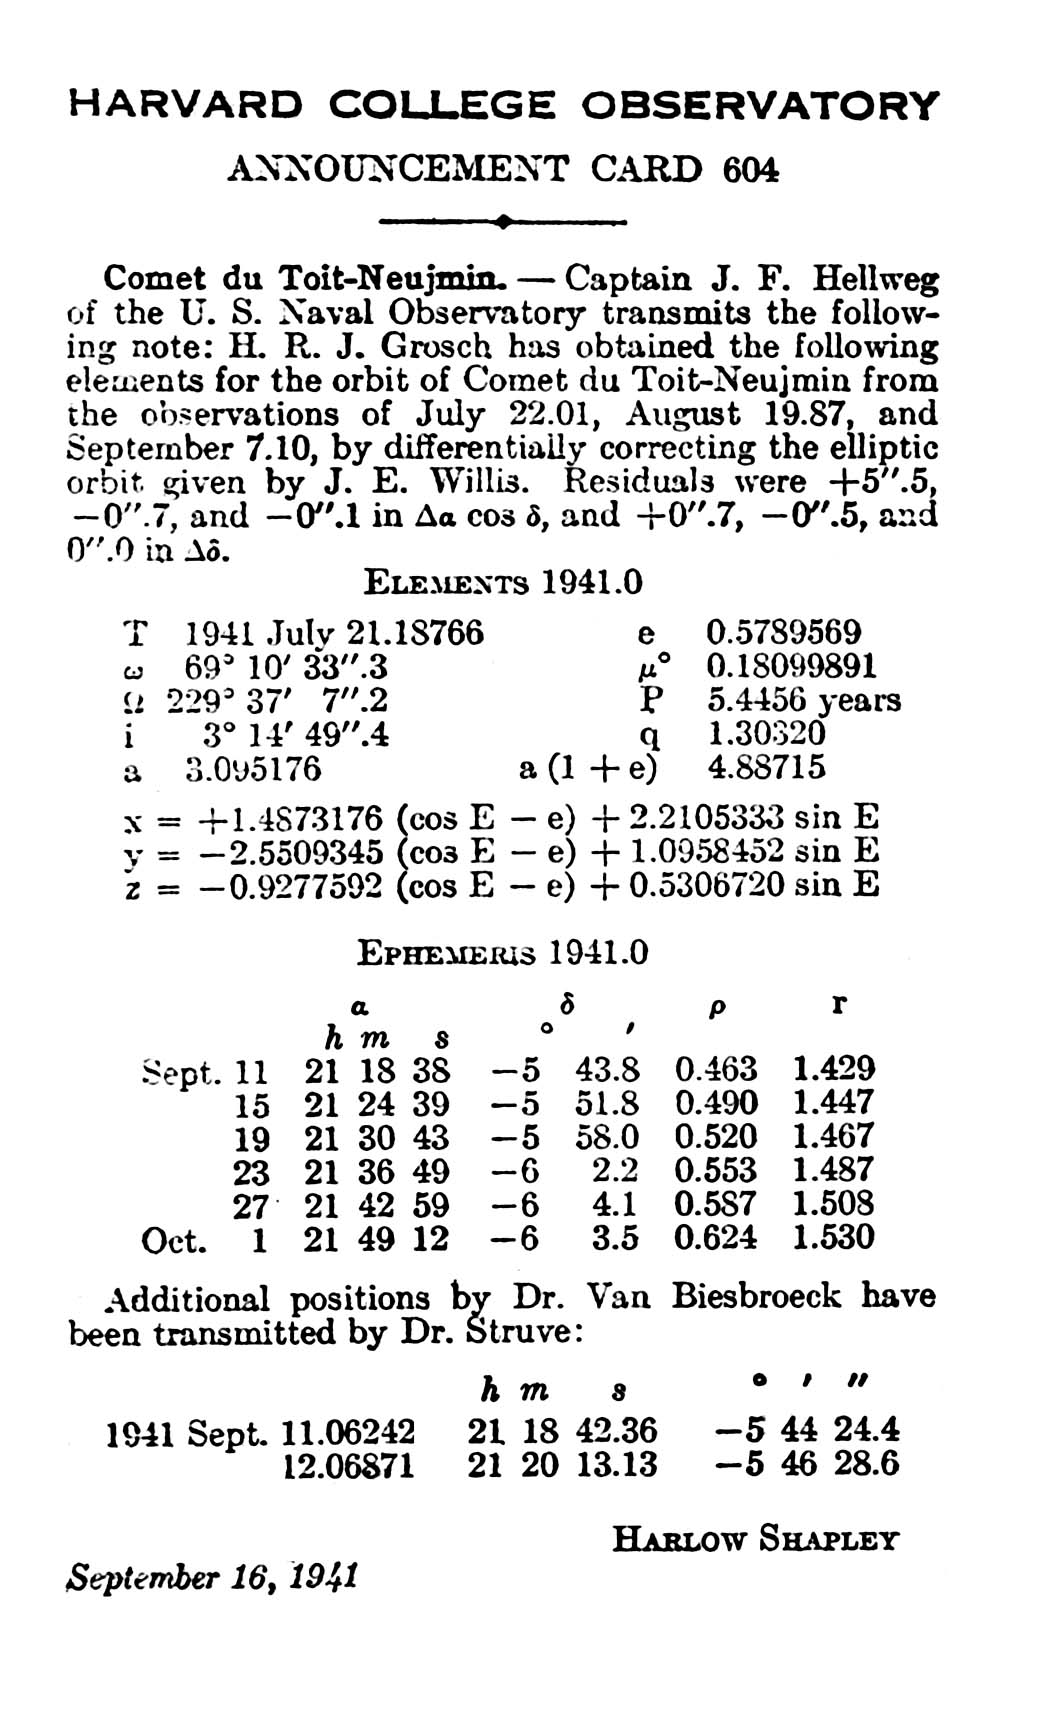 HARVARD COLLEGE OBSERVATORY
ANNOUNCEMENT CARD 604
Comet du Toit-Neujmin. — Captain J. F. Hellweg
of the U. S. Naval Observatory transmits the follow-
ing note: H. R. J. Grosch has obtained the following
elements for the orbit of Comet du Toit-Neujmin from
the observations of July 22.01, August 19.87, and
September 7.10, by differentially correcting the elliptic
orbit given by J. E. Willis. Residuals were +5″.5,
−0″.7, and −0″.1 in Δα cos δ, and +0″.7, −0″.5, and
0″.0 in Δδ.
ELEMENTS 1941.0
T 1941 July 21.18766 e 0.5789569
ω 69° 10′ 33″.3 μ° 0.18099891
Ω 229° 37′ 7″.2 P 5.4456 years
i 3° 14′ 49″.4 q 1.30320
a 3.095176 a (1 + e) 4.88715
x = +1.4873176 (cos E − e) + 2.2105333 sin E
y = −2.5509345 (cos E − e) + 1.0958452 sin E
z = −0.9277592 (cos E − e) + 0.5306720 sin E
EPHEMERIS 1941.0
α δ ρ r
h m s ° ′
Sept. 11 21 18 38 −5 43.8 0.463 1.429
15 21 24 39 −5 51.8 0.490 1.447
19 21 30 43 −5 58.0 0.520 1.467
23 21 36 49 −6 2.2 0.553 1.487
27 21 42 59 −6 4.1 0.587 1.508
Oct. 1 21 49 12 −6 3.5 0.624 1.530
Additional positions by Dr. Van Biesbroeck have
been transmitted by Dr. Struve:
h m s ° ′ ″
1941 Sept. 11.06242 21 18 42.36 −5 44 24.4
12.06871 21 20 13.13 −5 46 28.6
HARLOW SHAPLEY
September 16, 1941